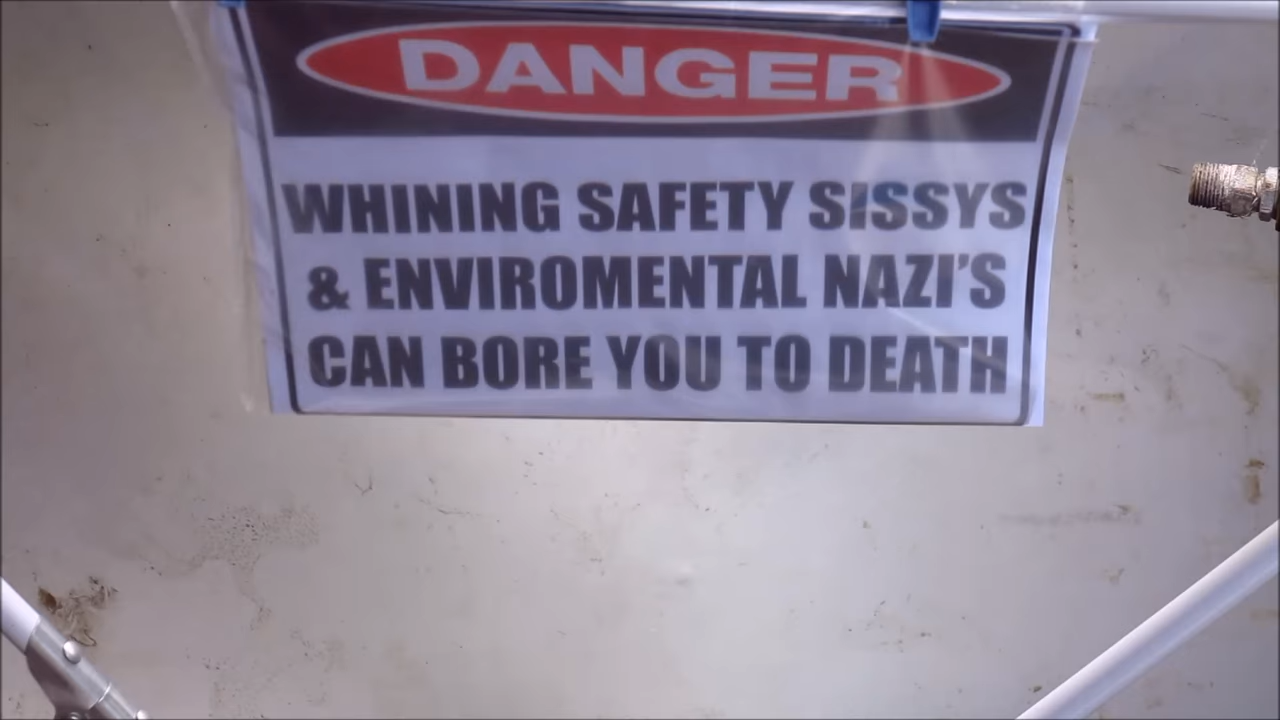 DANGER
WHINING SAFETY SISSYS
& ENVIROMENTAL NAZI'S
CAN BORE YOU TO DEATH